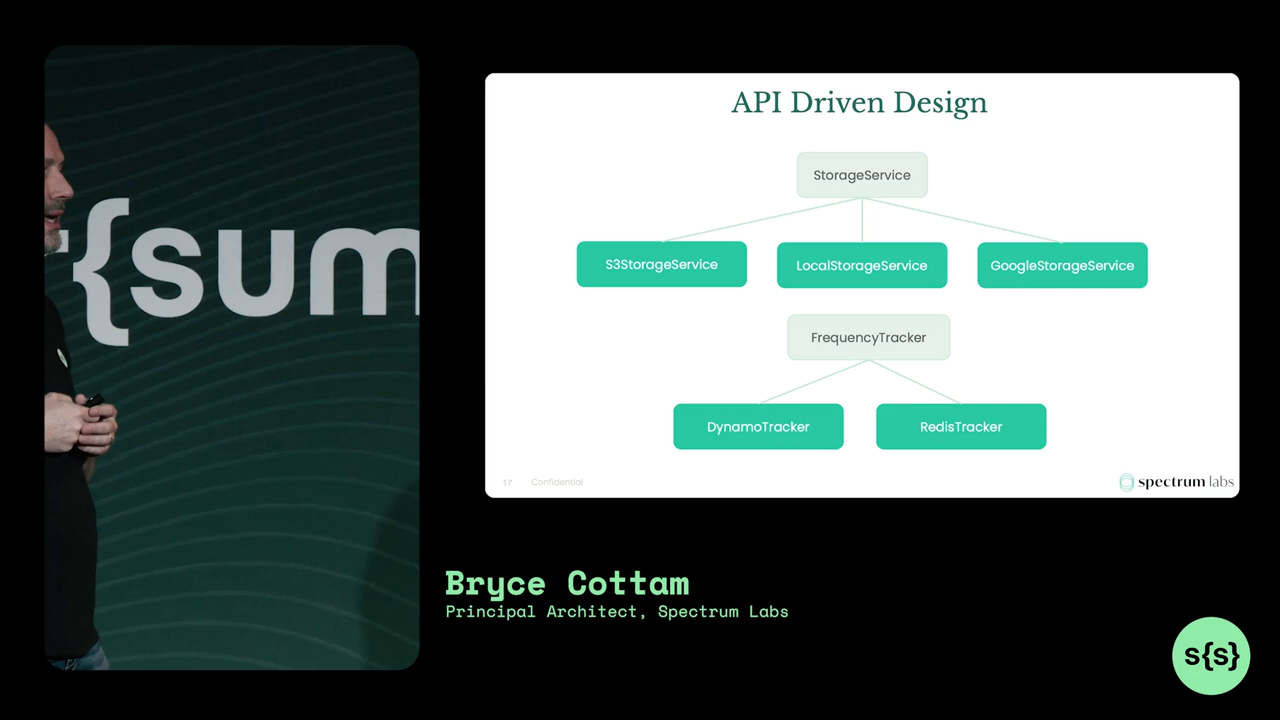 {sum
API Driven Design
StorageService
S3StorageService
LocalStorageService
GoogleStorageService
FrequencyTracker
DynamoTracker
RedisTracker
17 Confidential
spectrum labs
Bryce Cottam
Principal Architect, Spectrum Labs
s{s}